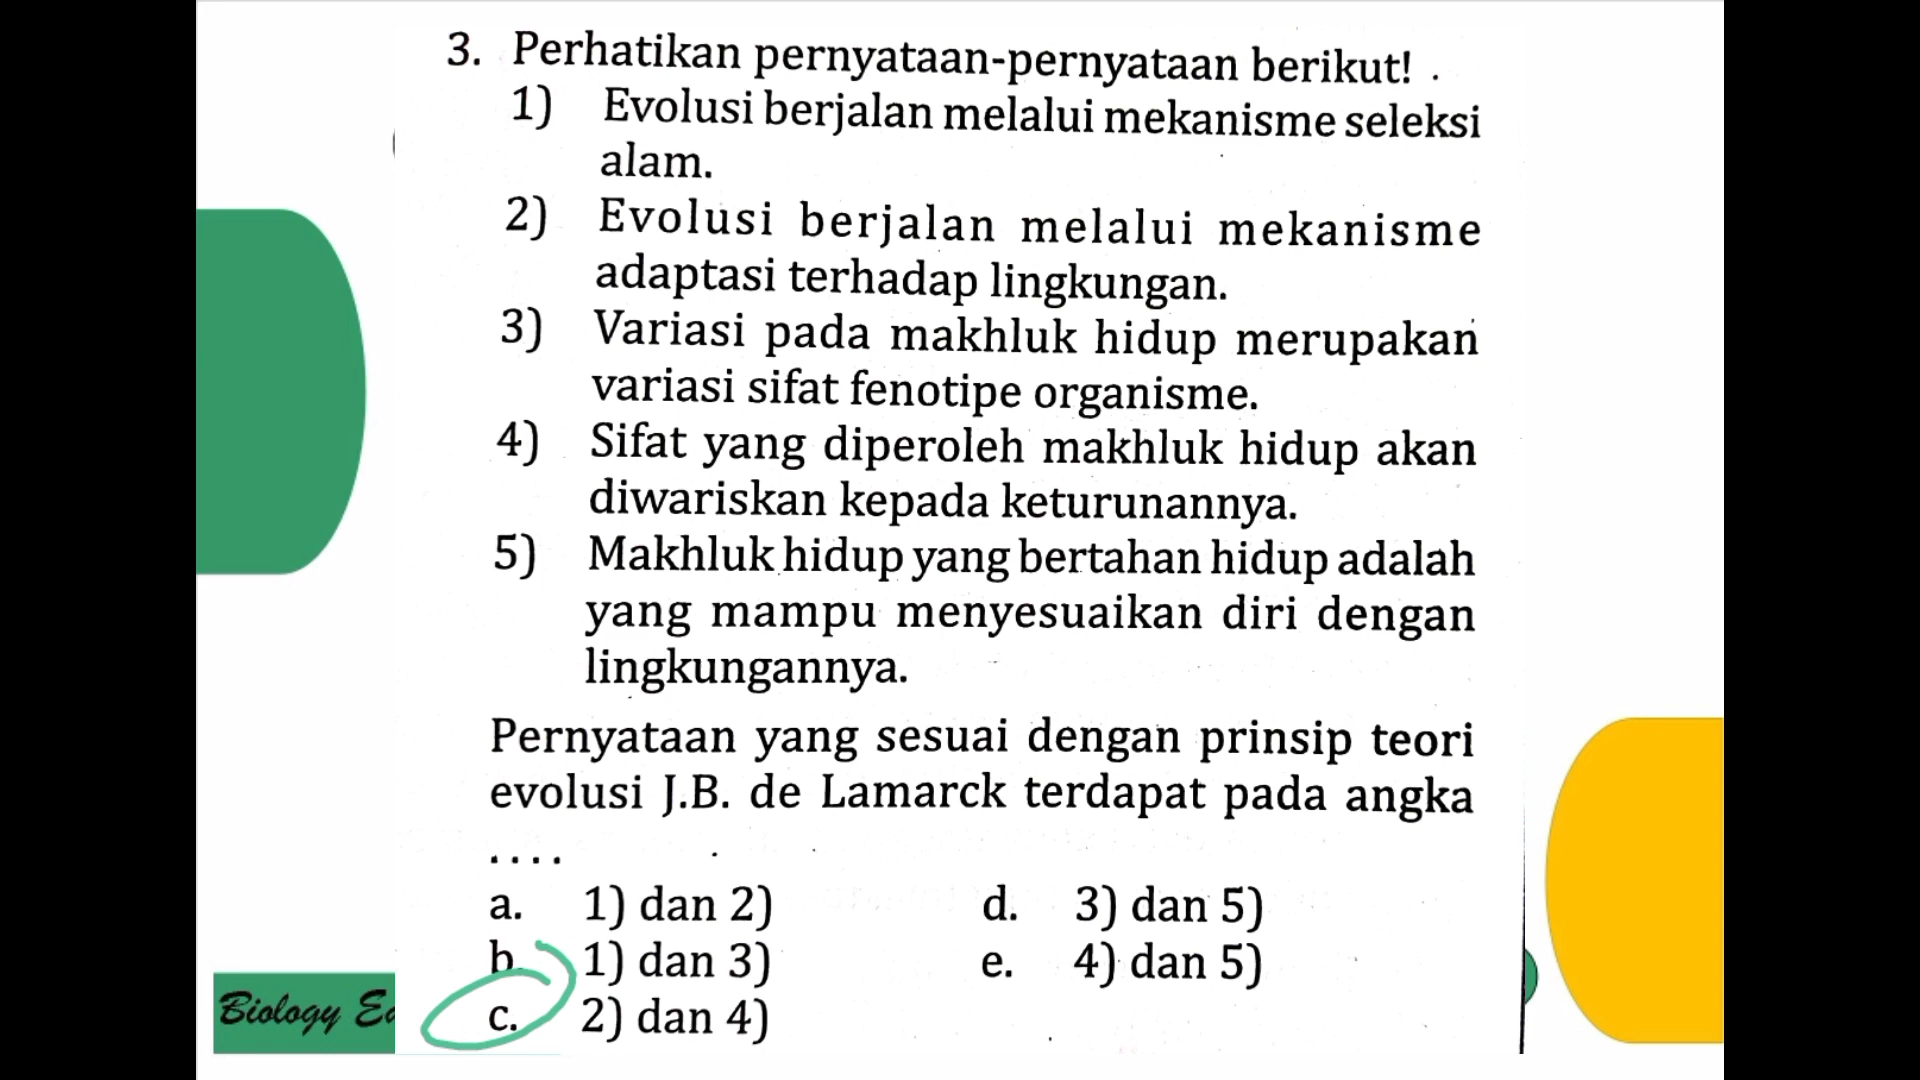 3. Perhatikan pernyataan-pernyataan berikut!
1) Evolusi berjalan melalui mekanisme seleksi
alam.
2) Evolusi berjalan melalui mekanisme
adaptasi terhadap lingkungan.
3) Variasi pada makhluk hidup merupakan
variasi sifat fenotipe organisme.
4) Sifat yang diperoleh makhluk hidup akan
diwariskan kepada keturunannya.
5) Makhluk hidup yang bertahan hidup adalah
yang mampu menyesuaikan diri dengan
lingkungannya.
Pernyataan yang sesuai dengan prinsip teori
evolusi J.B. de Lamarck terdapat pada angka
....
a. 1) dan 2)
b. 1) dan 3)
c. 2) dan 4)
d. 3) dan 5)
e. 4) dan 5)
Biology